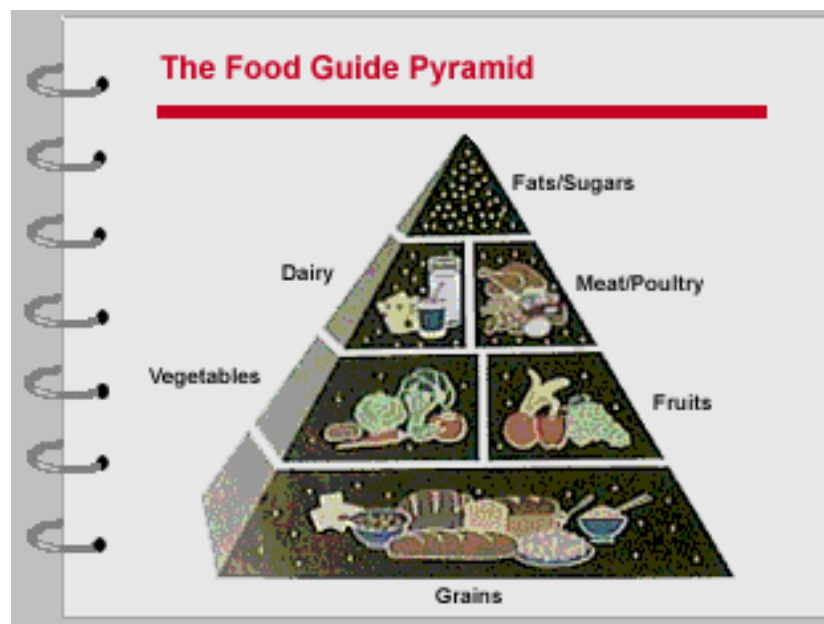 The Food Guide Pyramid
Fats/Sugars
Dairy
Meat/Poultry
Vegetables
Fruits
Grains